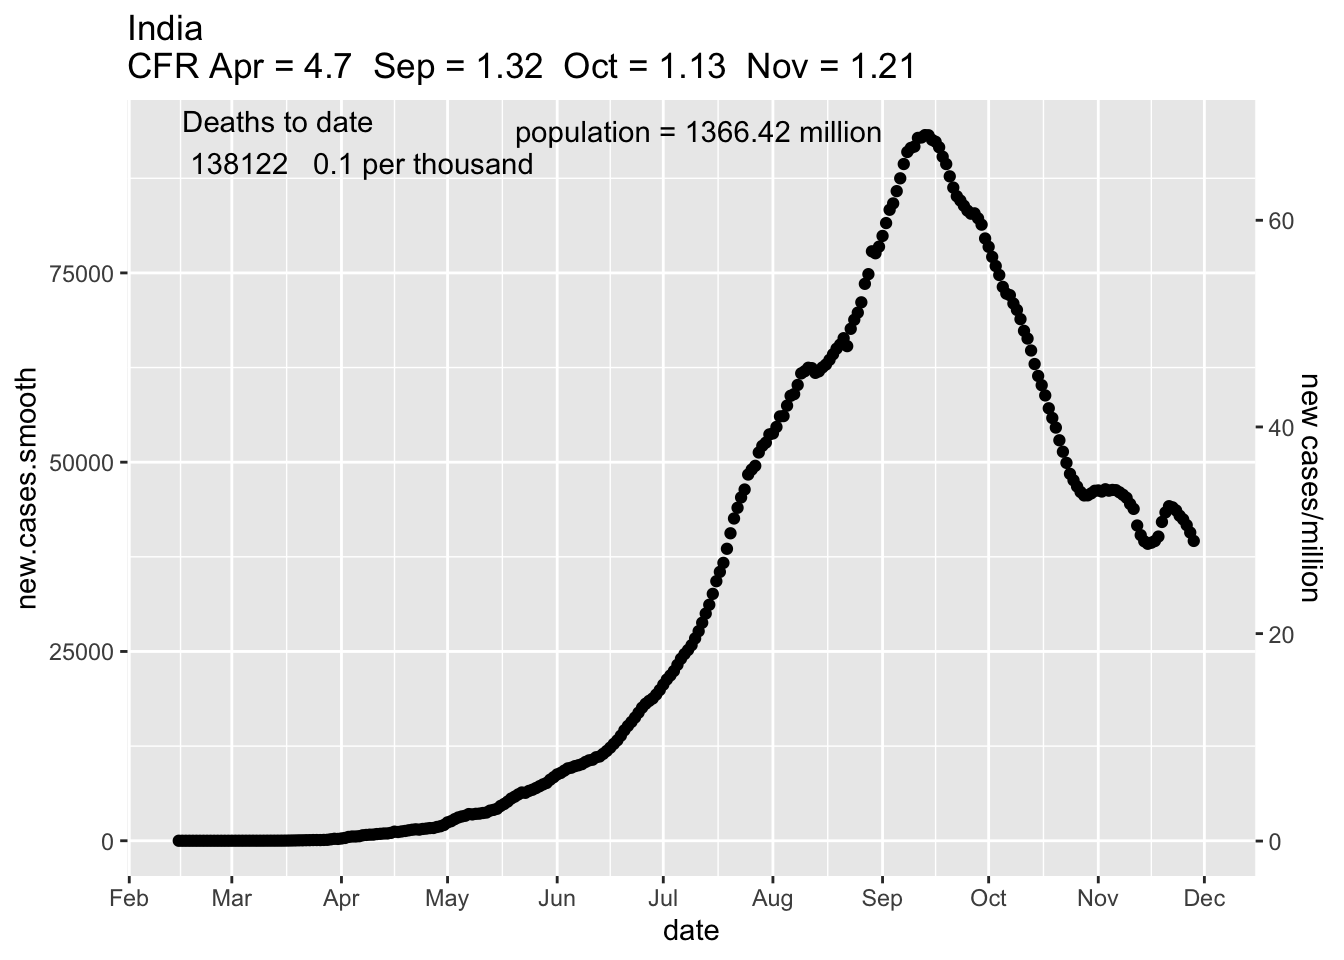 India
CFR Apr = 4.7  Sep = 1.32  Oct = 1.13  Nov = 1.21
Deaths to date
138122   0.1 per thousand
population = 1366.42 million
new.cases.smooth
75000
50000
25000
0
60
40
20
0
new cases/million
Feb Mar Apr May Jun Jul Aug Sep Oct Nov Dec
date